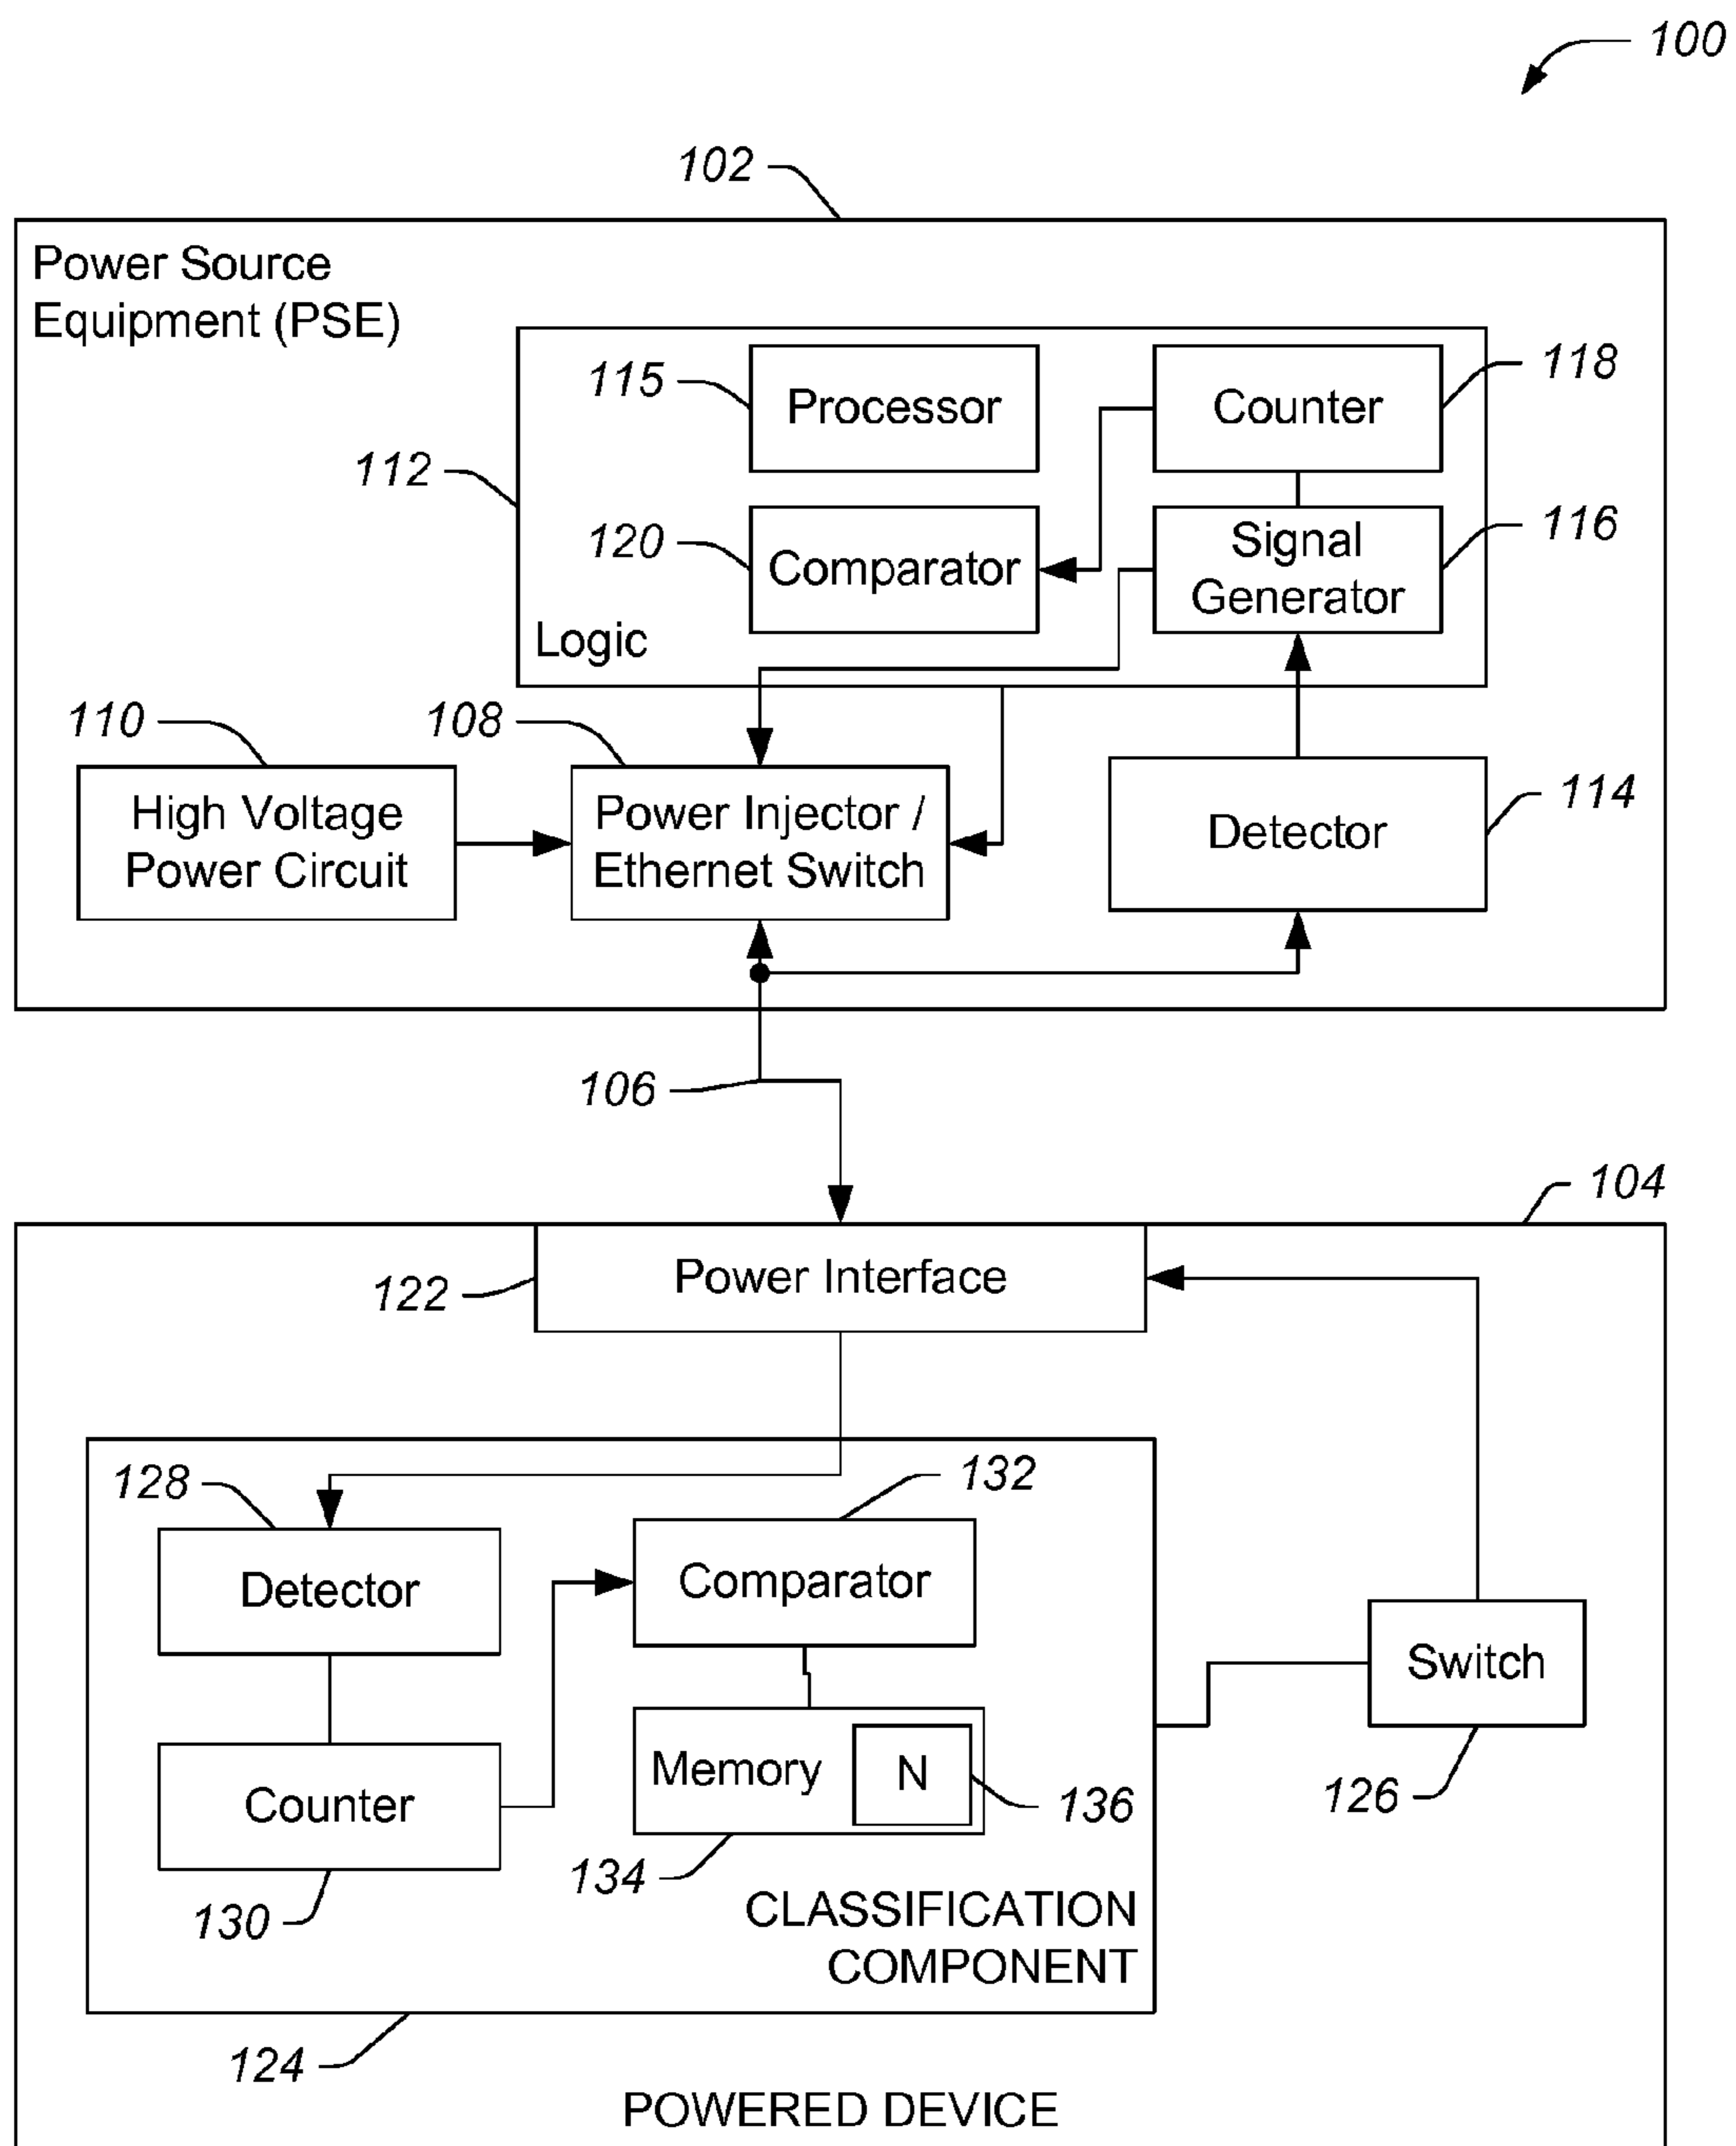 100
102
Power Source
Equipment (PSE)
115
Processor
Counter
118
112
120
Comparator
Signal
Generator
116
Logic
110
108
High Voltage
Power Circuit
Power Injector /
Ethernet Switch
Detector
114
106
104
122
Power Interface
128
132
Detector
Comparator
Switch
126
Counter
Memory
N
136
130
134
CLASSIFICATION
COMPONENT
124
POWERED DEVICE